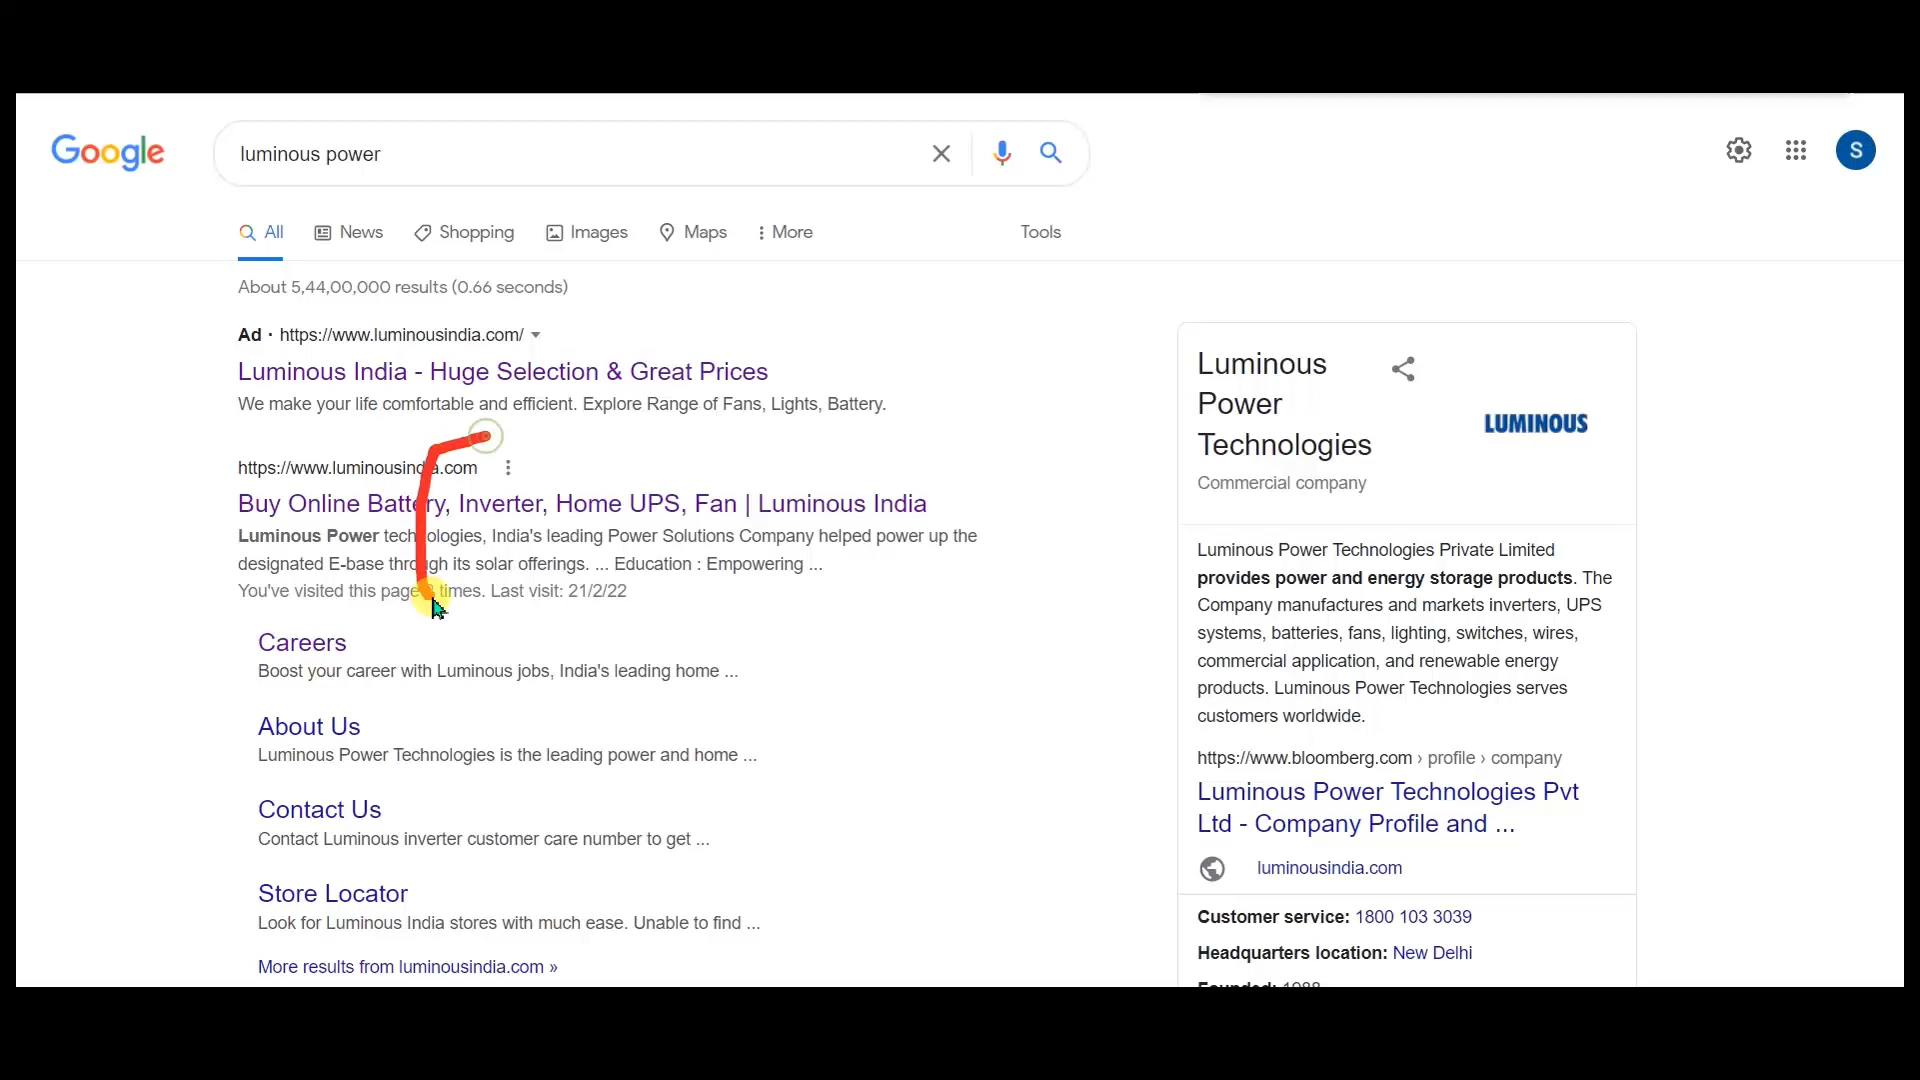 Google
luminous power
S
All
News
Shopping
Images
Maps
More
Tools
About 5,44,00,000 results (0.66 seconds)
Ad · https://www.luminousindia.com/
Luminous India - Huge Selection & Great Prices
We make your life comfortable and efficient. Explore Range of Fans, Lights, Battery.
https://www.luminousindia.com
Buy Online Battery, Inverter, Home UPS, Fan | Luminous India
Luminous Power technologies, India's leading Power Solutions Company helped power up the
designated E-base through its solar offerings. ... Education : Empowering ...
You've visited this page times. Last visit: 21/2/22
Careers
Boost your career with Luminous jobs, India's leading home ...
About Us
Luminous Power Technologies is the leading power and home ...
Contact Us
Contact Luminous inverter customer care number to get ...
Store Locator
Look for Luminous India stores with much ease. Unable to find ...
More results from luminousindia.com »
Luminous
Power
Technologies
Commercial company
LUMINOUS
Luminous Power Technologies Private Limited
provides power and energy storage products. The
Company manufactures and markets inverters, UPS
systems, batteries, fans, lighting, switches, wires,
commercial application, and renewable energy
products. Luminous Power Technologies serves
customers worldwide.
https://www.bloomberg.com › profile › company
Luminous Power Technologies Pvt
Ltd - Company Profile and ...
luminousindia.com
Customer service: 1800 103 3039
Headquarters location: New Delhi
Founded: 1988